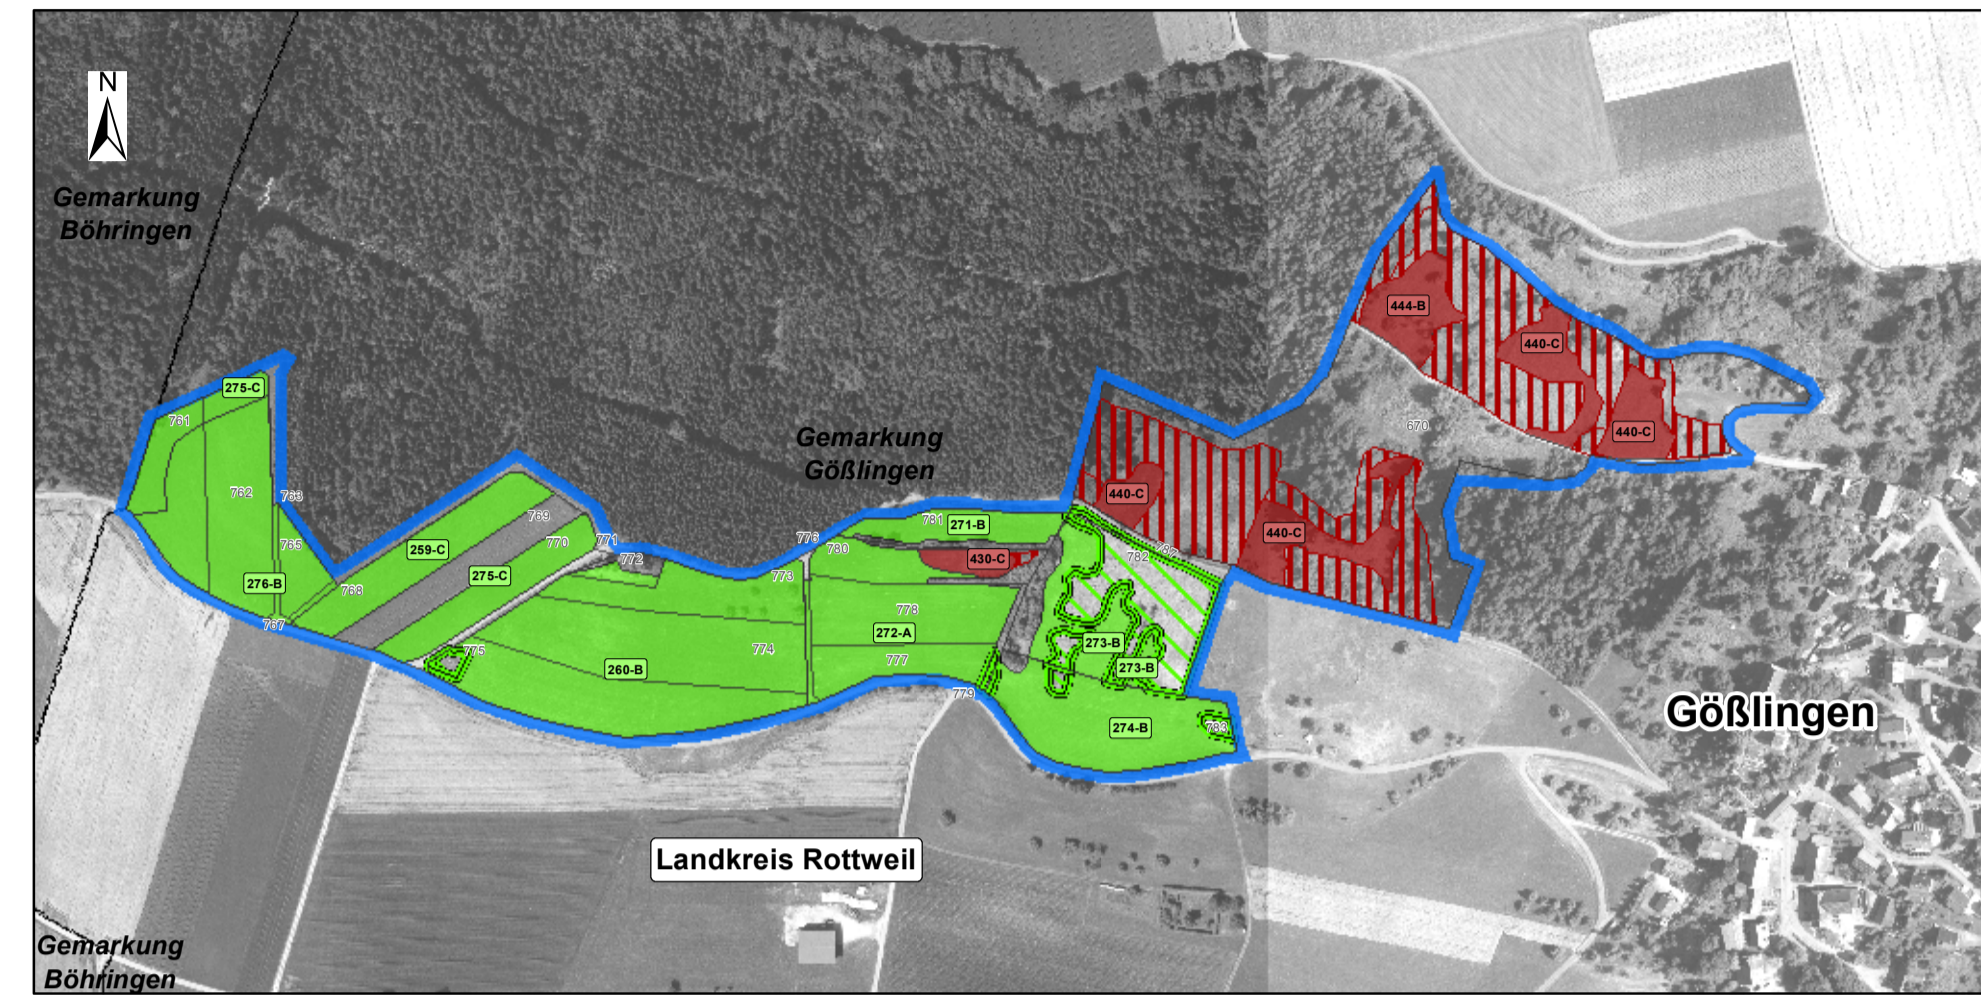 N
Gemarkung
Böhringen
444-B
440-C
275-C
761
670
440-C
Gemarkung
Gößlingen
762
763
440-C
769
781
271-B
440-C
765
259-C
770
771
776
780
772
430-C
782
787
276-B
768
275-C
773
778
767
272-A
273-B
775
260-B
774
777
273-B
779
274-B
783
Gößlingen
Landkreis Rottweil
Gemarkung
Böhringen